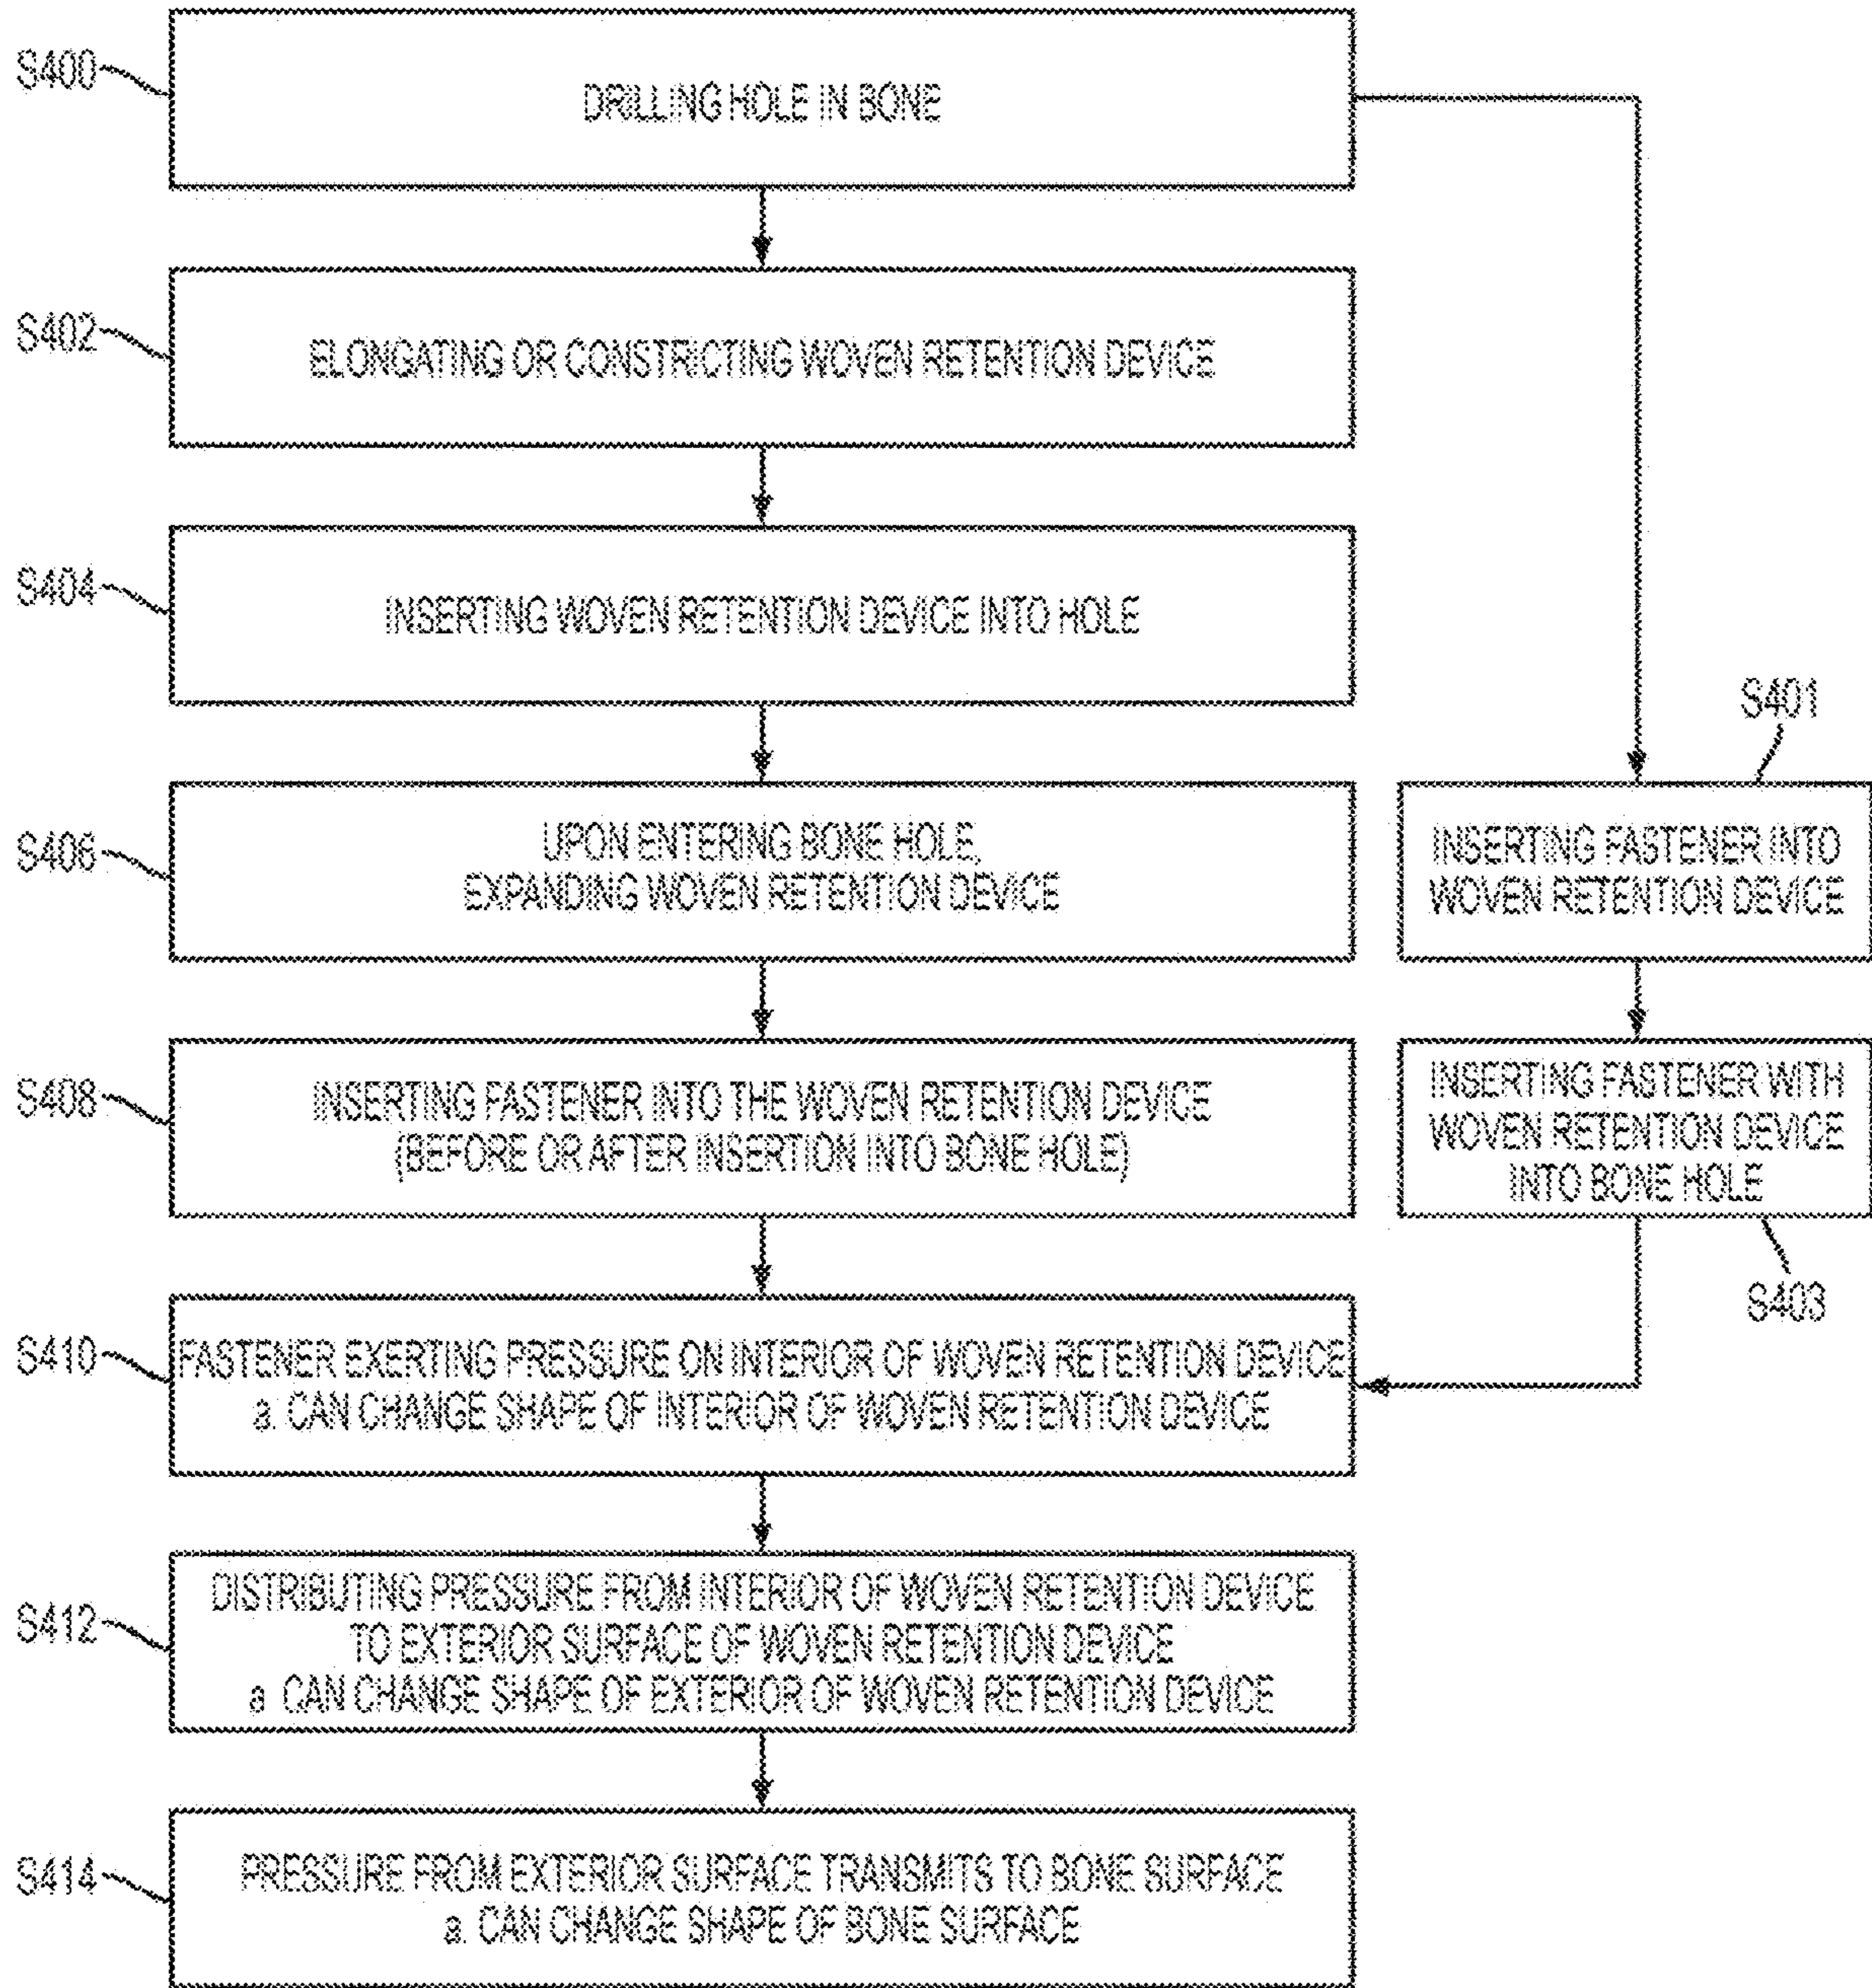 S400
DRILLING HOLE IN BONE
S402
ELONGATING OR CONSTRICTING WOVEN RETENTION DEVICE
S404
INSERTING WOVEN RETENTION DEVICE INTO HOLE
S406
UPON ENTERING BONE HOLE,
EXPANDING WOVEN RETENTION DEVICE
S401
INSERTING FASTENER INTO
WOVEN RETENTION DEVICE
S408
INSERTING FASTENER INTO THE WOVEN RETENTION DEVICE
(BEFORE OR AFTER INSERTION INTO BONE HOLE)
INSERTING FASTENER WITH
WOVEN RETENTION DEVICE
INTO BONE HOLE
S403
S410
FASTENER EXERTING PRESSURE ON INTERIOR OF WOVEN RETENTION DEVICE
a. CAN CHANGE SHAPE OF INTERIOR OF WOVEN RETENTION DEVICE
S412
DISTRIBUTING PRESSURE FROM INTERIOR OF WOVEN RETENTION DEVICE
TO EXTERIOR SURFACE OF WOVEN RETENTION DEVICE
a CAN CHANGE SHAPE OF EXTERIOR OF WOVEN RETENTION DEVICE
S414
PRESSURE FROM EXTERIOR SURFACE TRANSMITS TO BONE SURFACE
a. CAN CHANGE SHAPE OF BONE SURFACE